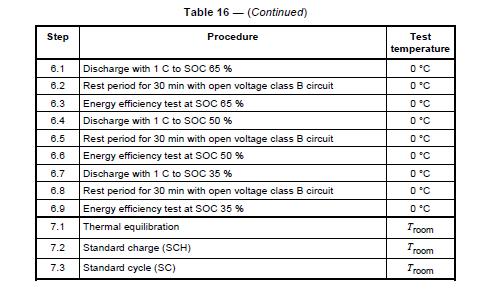 Table 16 — (Continued)
Step Procedure Test temperature
6.1 Discharge with 1 C to SOC 65 % 0 °C
6.2 Rest period for 30 min with open voltage class B circuit 0 °C
6.3 Energy efficiency test at SOC 65 % 0 °C
6.4 Discharge with 1 C to SOC 50 % 0 °C
6.5 Rest period for 30 min with open voltage class B circuit 0 °C
6.6 Energy efficiency test at SOC 50 % 0 °C
6.7 Discharge with 1 C to SOC 35 % 0 °C
6.8 Rest period for 30 min with open voltage class B circuit 0 °C
6.9 Energy efficiency test at SOC 35 % 0 °C
7.1 Thermal equilibration Troom
7.2 Standard charge (SCH) Troom
7.3 Standard cycle (SC) Troom